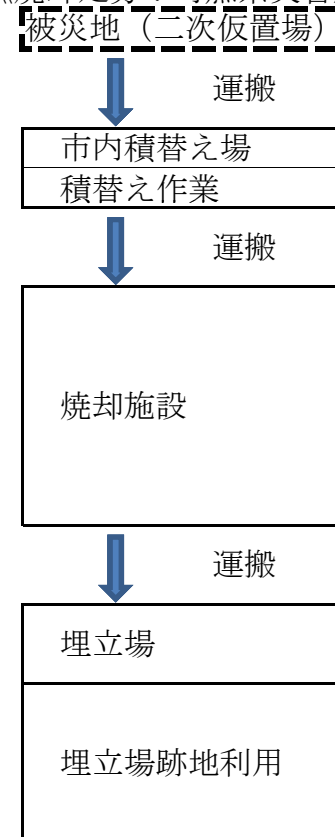 被災地（二次仮置場）
運搬
市内積替え場
積替え作業
運搬
焼却施設
運搬
埋立場
埋立場跡地利用